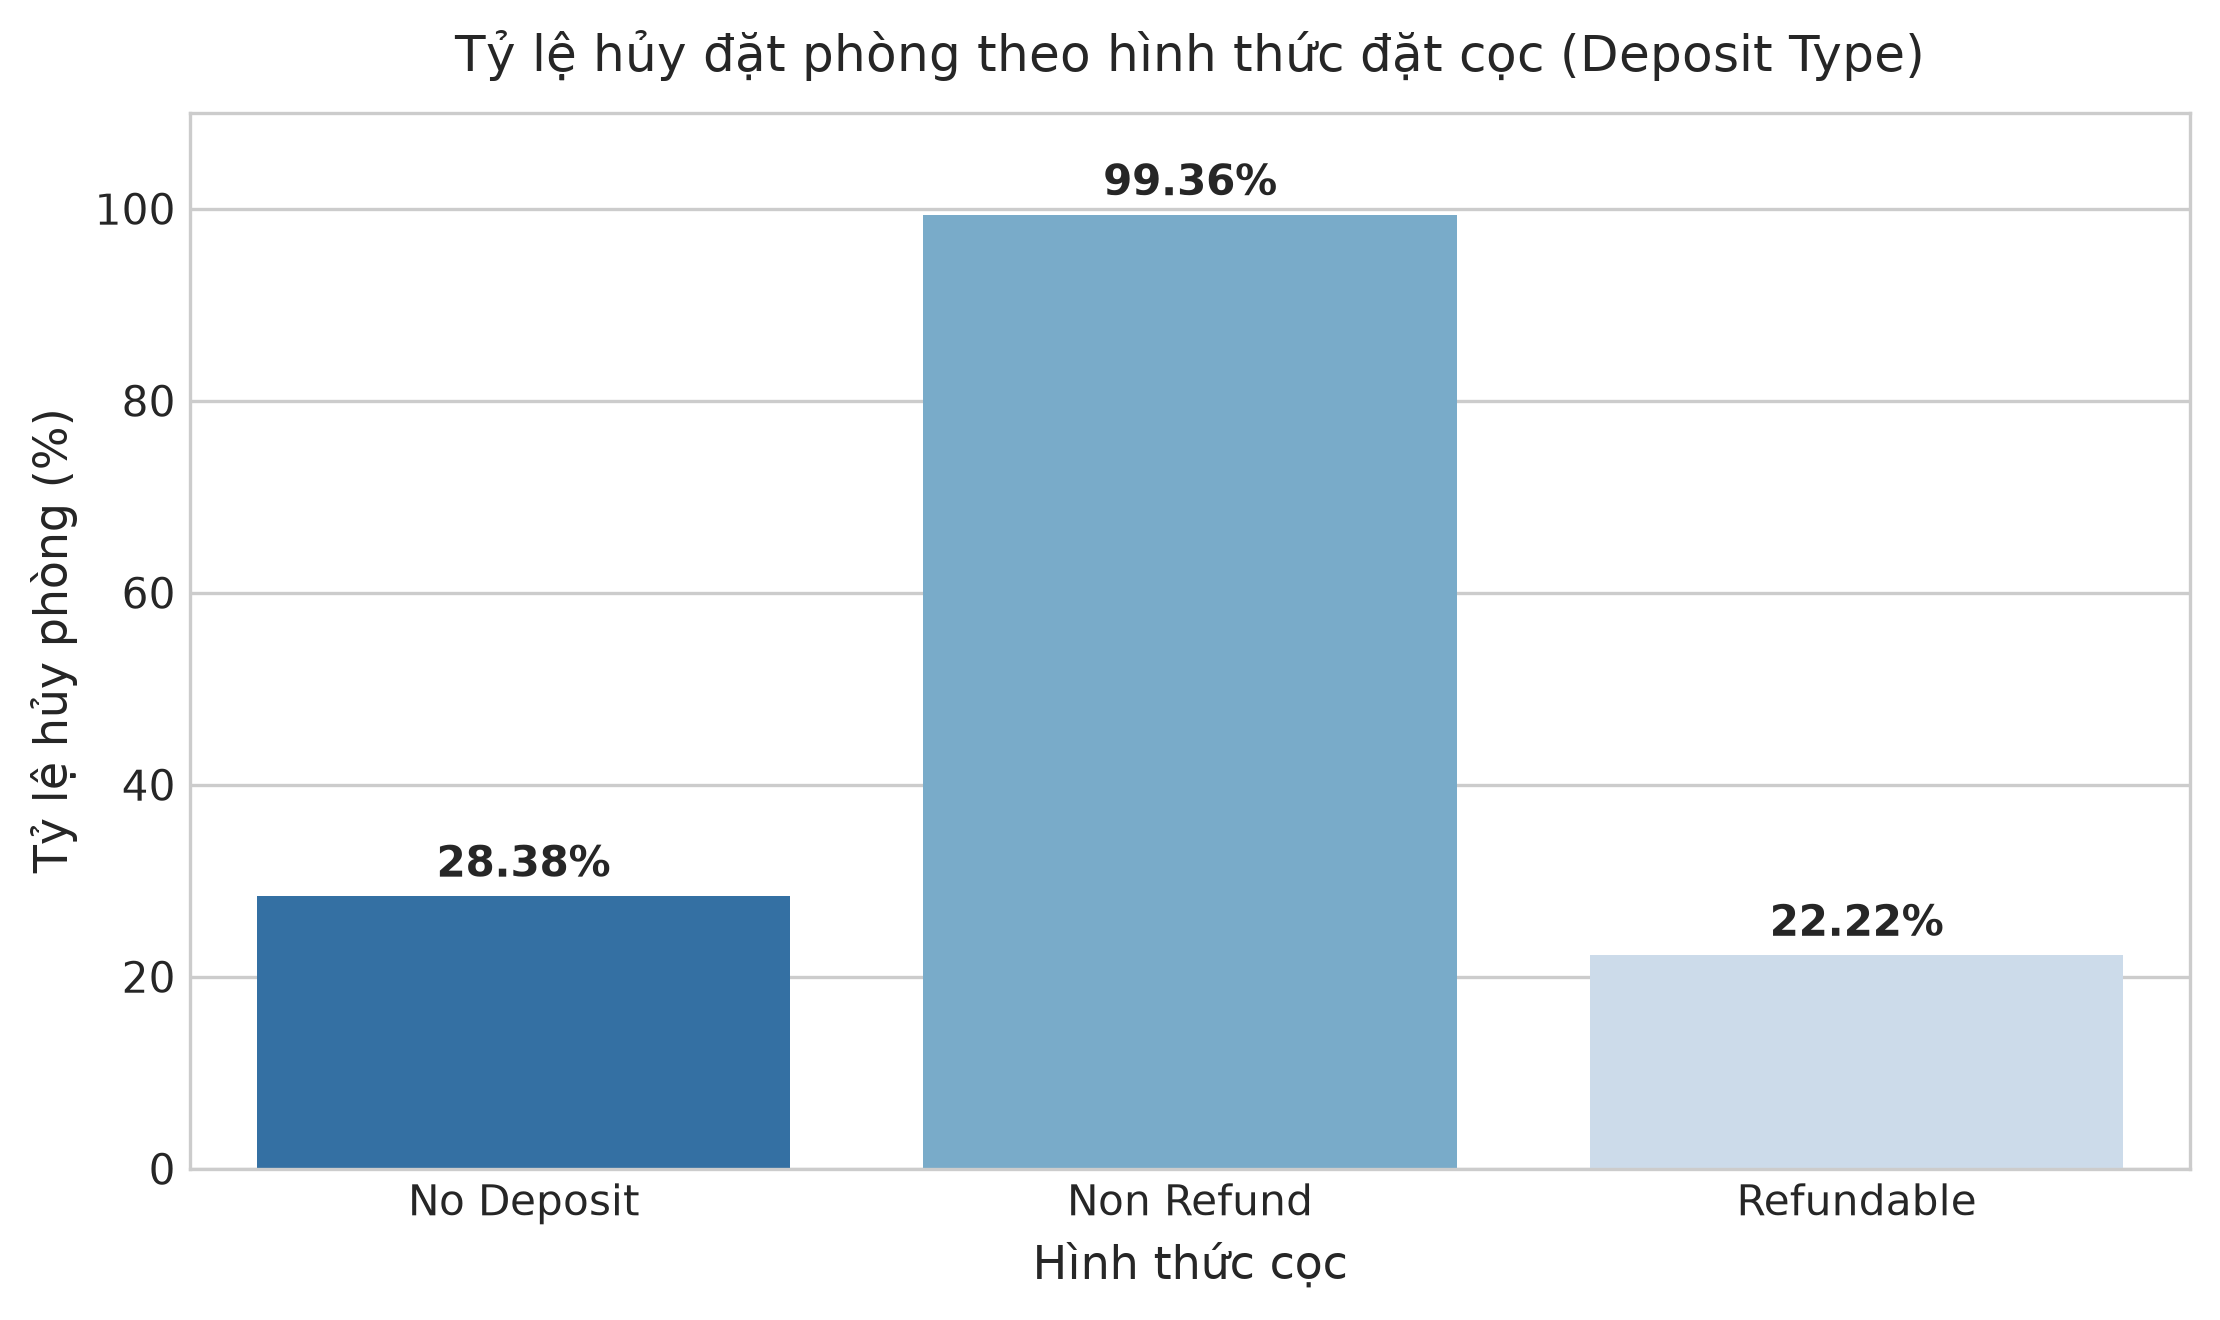 Tỷ lệ hủy đặt phòng theo hình thức đặt cọc (Deposit Type)
Tỷ lệ hủy phòng (%)
100
80
60
40
20
0
28.38%
99.36%
22.22%
No Deposit
Non Refund
Refundable
Hình thức cọc